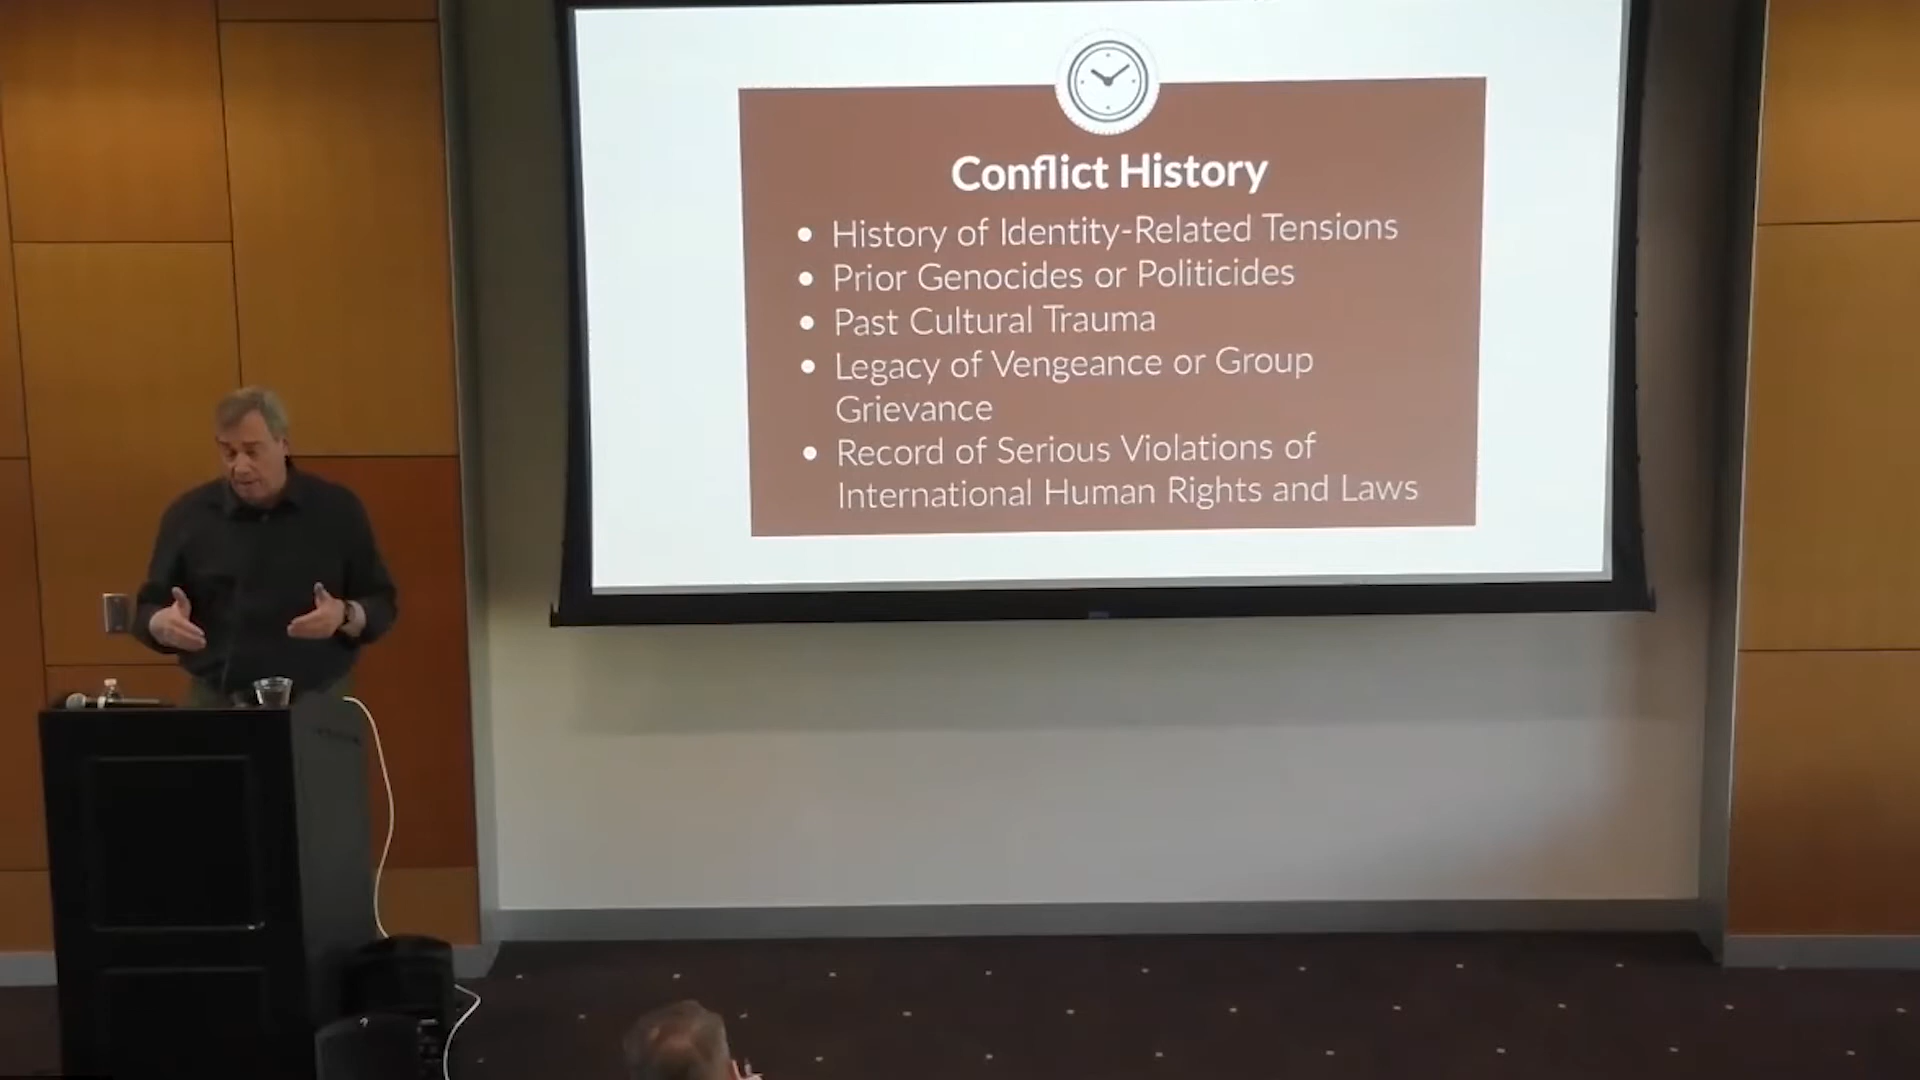 Conflict History
• History of Identity-Related Tensions
• Prior Genocides or Politicides
• Past Cultural Trauma
• Legacy of Vengeance or Group
Grievance
• Record of Serious Violations of
International Human Rights and Laws